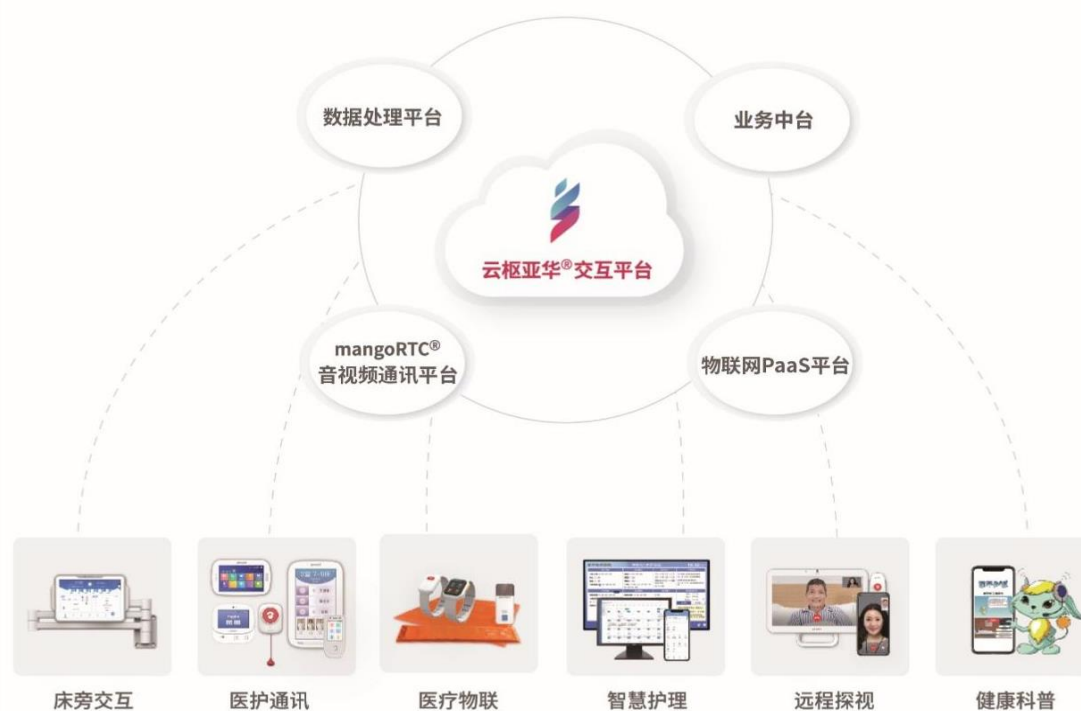 数据处理平台
业务中台
云枢亚华®交互平台
mangoRTC®
音视频通讯平台
物联网PaaS平台
床旁交互
医护通讯
医疗物联
智慧护理
远程探视
健康科普